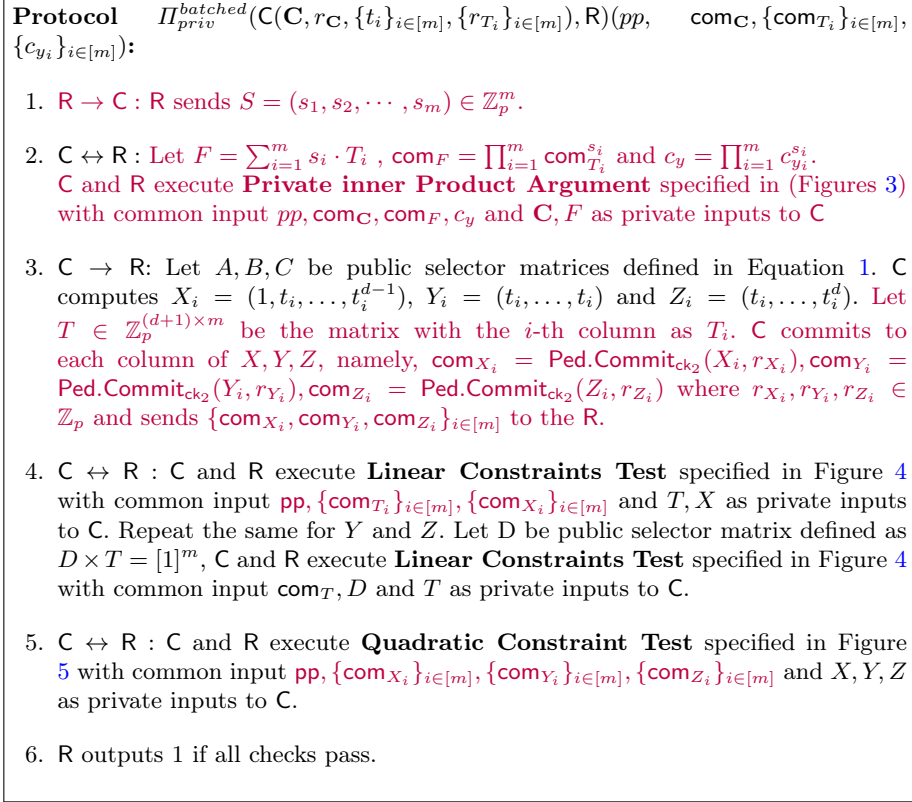 Protocol Π^{batched}_{priv}(C(𝐂, r_𝐂, {t_i}_{i∈[m]}, {r_{T_i}}_{i∈[m]}), R)(pp, com_𝐂, {com_{T_i}}_{i∈[m]},
{c_{y_i}}_{i∈[m]}):
1. R → C : R sends S = (s_1, s_2, ⋯ , s_m) ∈ ℤ_p^m.
2. C ↔ R : Let F = ∑_{i=1}^m s_i · T_i , com_F = ∏_{i=1}^m com_{T_i}^{s_i} and c_y = ∏_{i=1}^m c_{y_i}^{s_i}.
C and R execute Private inner Product Argument specified in (Figures 3)
with common input pp, com_𝐂, com_F, c_y and 𝐂, F as private inputs to C
3. C → R: Let A, B, C be public selector matrices defined in Equation 1. C
computes X_i = (1, t_i, . . . , t_i^{d−1}), Y_i = (t_i, . . . , t_i) and Z_i = (t_i, . . . , t_i^d). Let
T ∈ ℤ_p^{(d+1)×m} be the matrix with the i-th column as T_i. C commits to
each column of X, Y, Z, namely, com_{X_i} = Ped.Commit_{ck_2}(X_i, r_{X_i}), com_{Y_i} =
Ped.Commit_{ck_2}(Y_i, r_{Y_i}), com_{Z_i} = Ped.Commit_{ck_2}(Z_i, r_{Z_i}) where r_{X_i}, r_{Y_i}, r_{Z_i} ∈
ℤ_p and sends {com_{X_i}, com_{Y_i}, com_{Z_i}}_{i∈[m]} to the R.
4. C ↔ R : C and R execute Linear Constraints Test specified in Figure 4
with common input pp, {com_{T_i}}_{i∈[m]}, {com_{X_i}}_{i∈[m]} and T, X as private inputs
to C. Repeat the same for Y and Z. Let D be public selector matrix defined as
D × T = [1]^m, C and R execute Linear Constraints Test specified in Figure 4
with common input com_T, D and T as private inputs to C.
5. C ↔ R : C and R execute Quadratic Constraint Test specified in Figure
5 with common input pp, {com_{X_i}}_{i∈[m]}, {com_{Y_i}}_{i∈[m]}, {com_{Z_i}}_{i∈[m]} and X, Y, Z
as private inputs to C.
6. R outputs 1 if all checks pass.